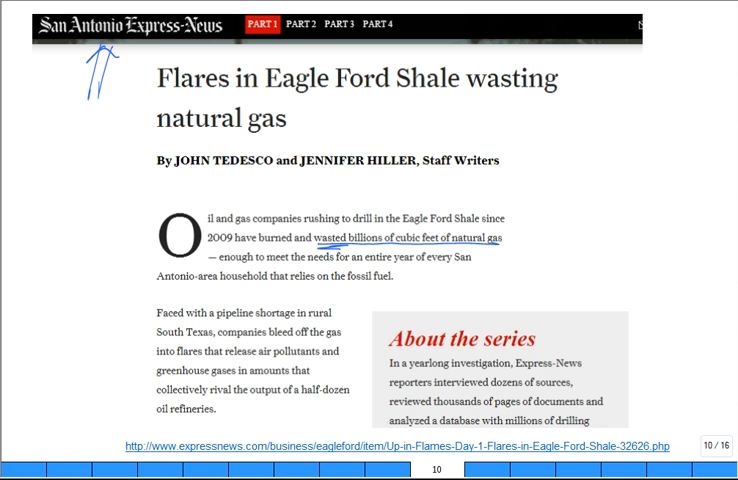 San Antonio Express-News PART 1 PART 2 PART 3 PART 4
Flares in Eagle Ford Shale wasting
natural gas
By JOHN TEDESCO and JENNIFER HILLER, Staff Writers
Oil and gas companies rushing to drill in the Eagle Ford Shale since
2009 have burned and wasted billions of cubic feet of natural gas
— enough to meet the needs for an entire year of every San
Antonio-area household that relies on the fossil fuel.
Faced with a pipeline shortage in rural
South Texas, companies bleed off the gas
into flares that release air pollutants and
greenhouse gases in amounts that
collectively rival the output of a half-dozen
oil refineries.
About the series
In a yearlong investigation, Express-News
reporters interviewed dozens of sources,
reviewed thousands of pages of documents and
analyzed a database with millions of drilling
http://www.expressnews.com/business/eagleford/item/Up-in-Flames-Day-1-Flares-in-Eagle-Ford-Shale-32626.php
10 / 16
10